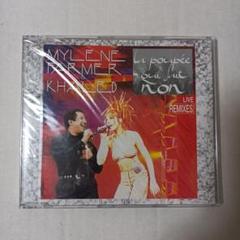 MYLENE
FARMER
KHALED
La poupée
qui fait
non
LIVE
REMIXES